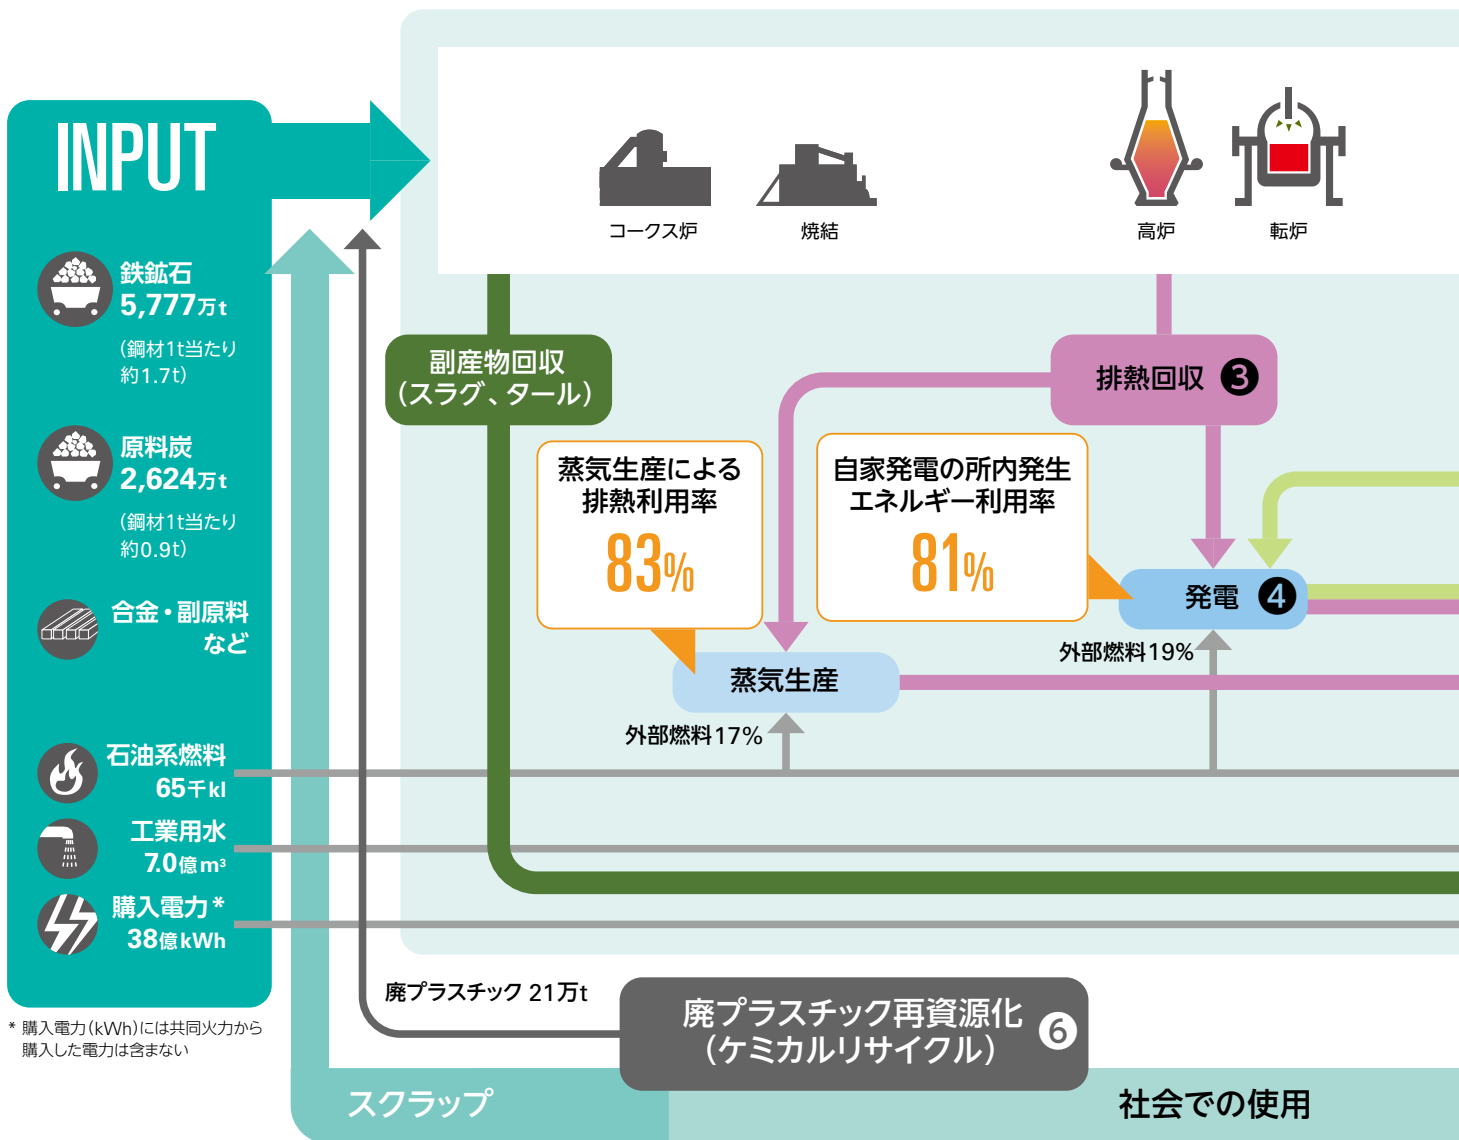 INPUT
鉄鉱石
5,777万t
(鋼材1t当たり
約1.7t)
原料炭
2,624万t
(鋼材1t当たり
約0.9t)
合金・副原料
など
石油系燃料
65千kl
工業用水
7.0億m³
購入電力*
38億kWh
* 購入電力(kWh)には共同火力から
購入した電力は含まない
コークス炉
焼結
高炉
転炉
副産物回収
(スラグ、タール)
排熱回収 ❸
蒸気生産による
排熱利用率
83%
自家発電の所内発生
エネルギー利用率
81%
発電 ❹
外部燃料19%
蒸気生産
外部燃料17%
廃プラスチック 21万t
廃プラスチック再資源化
(ケミカルリサイクル) ❻
スクラップ
社会での使用